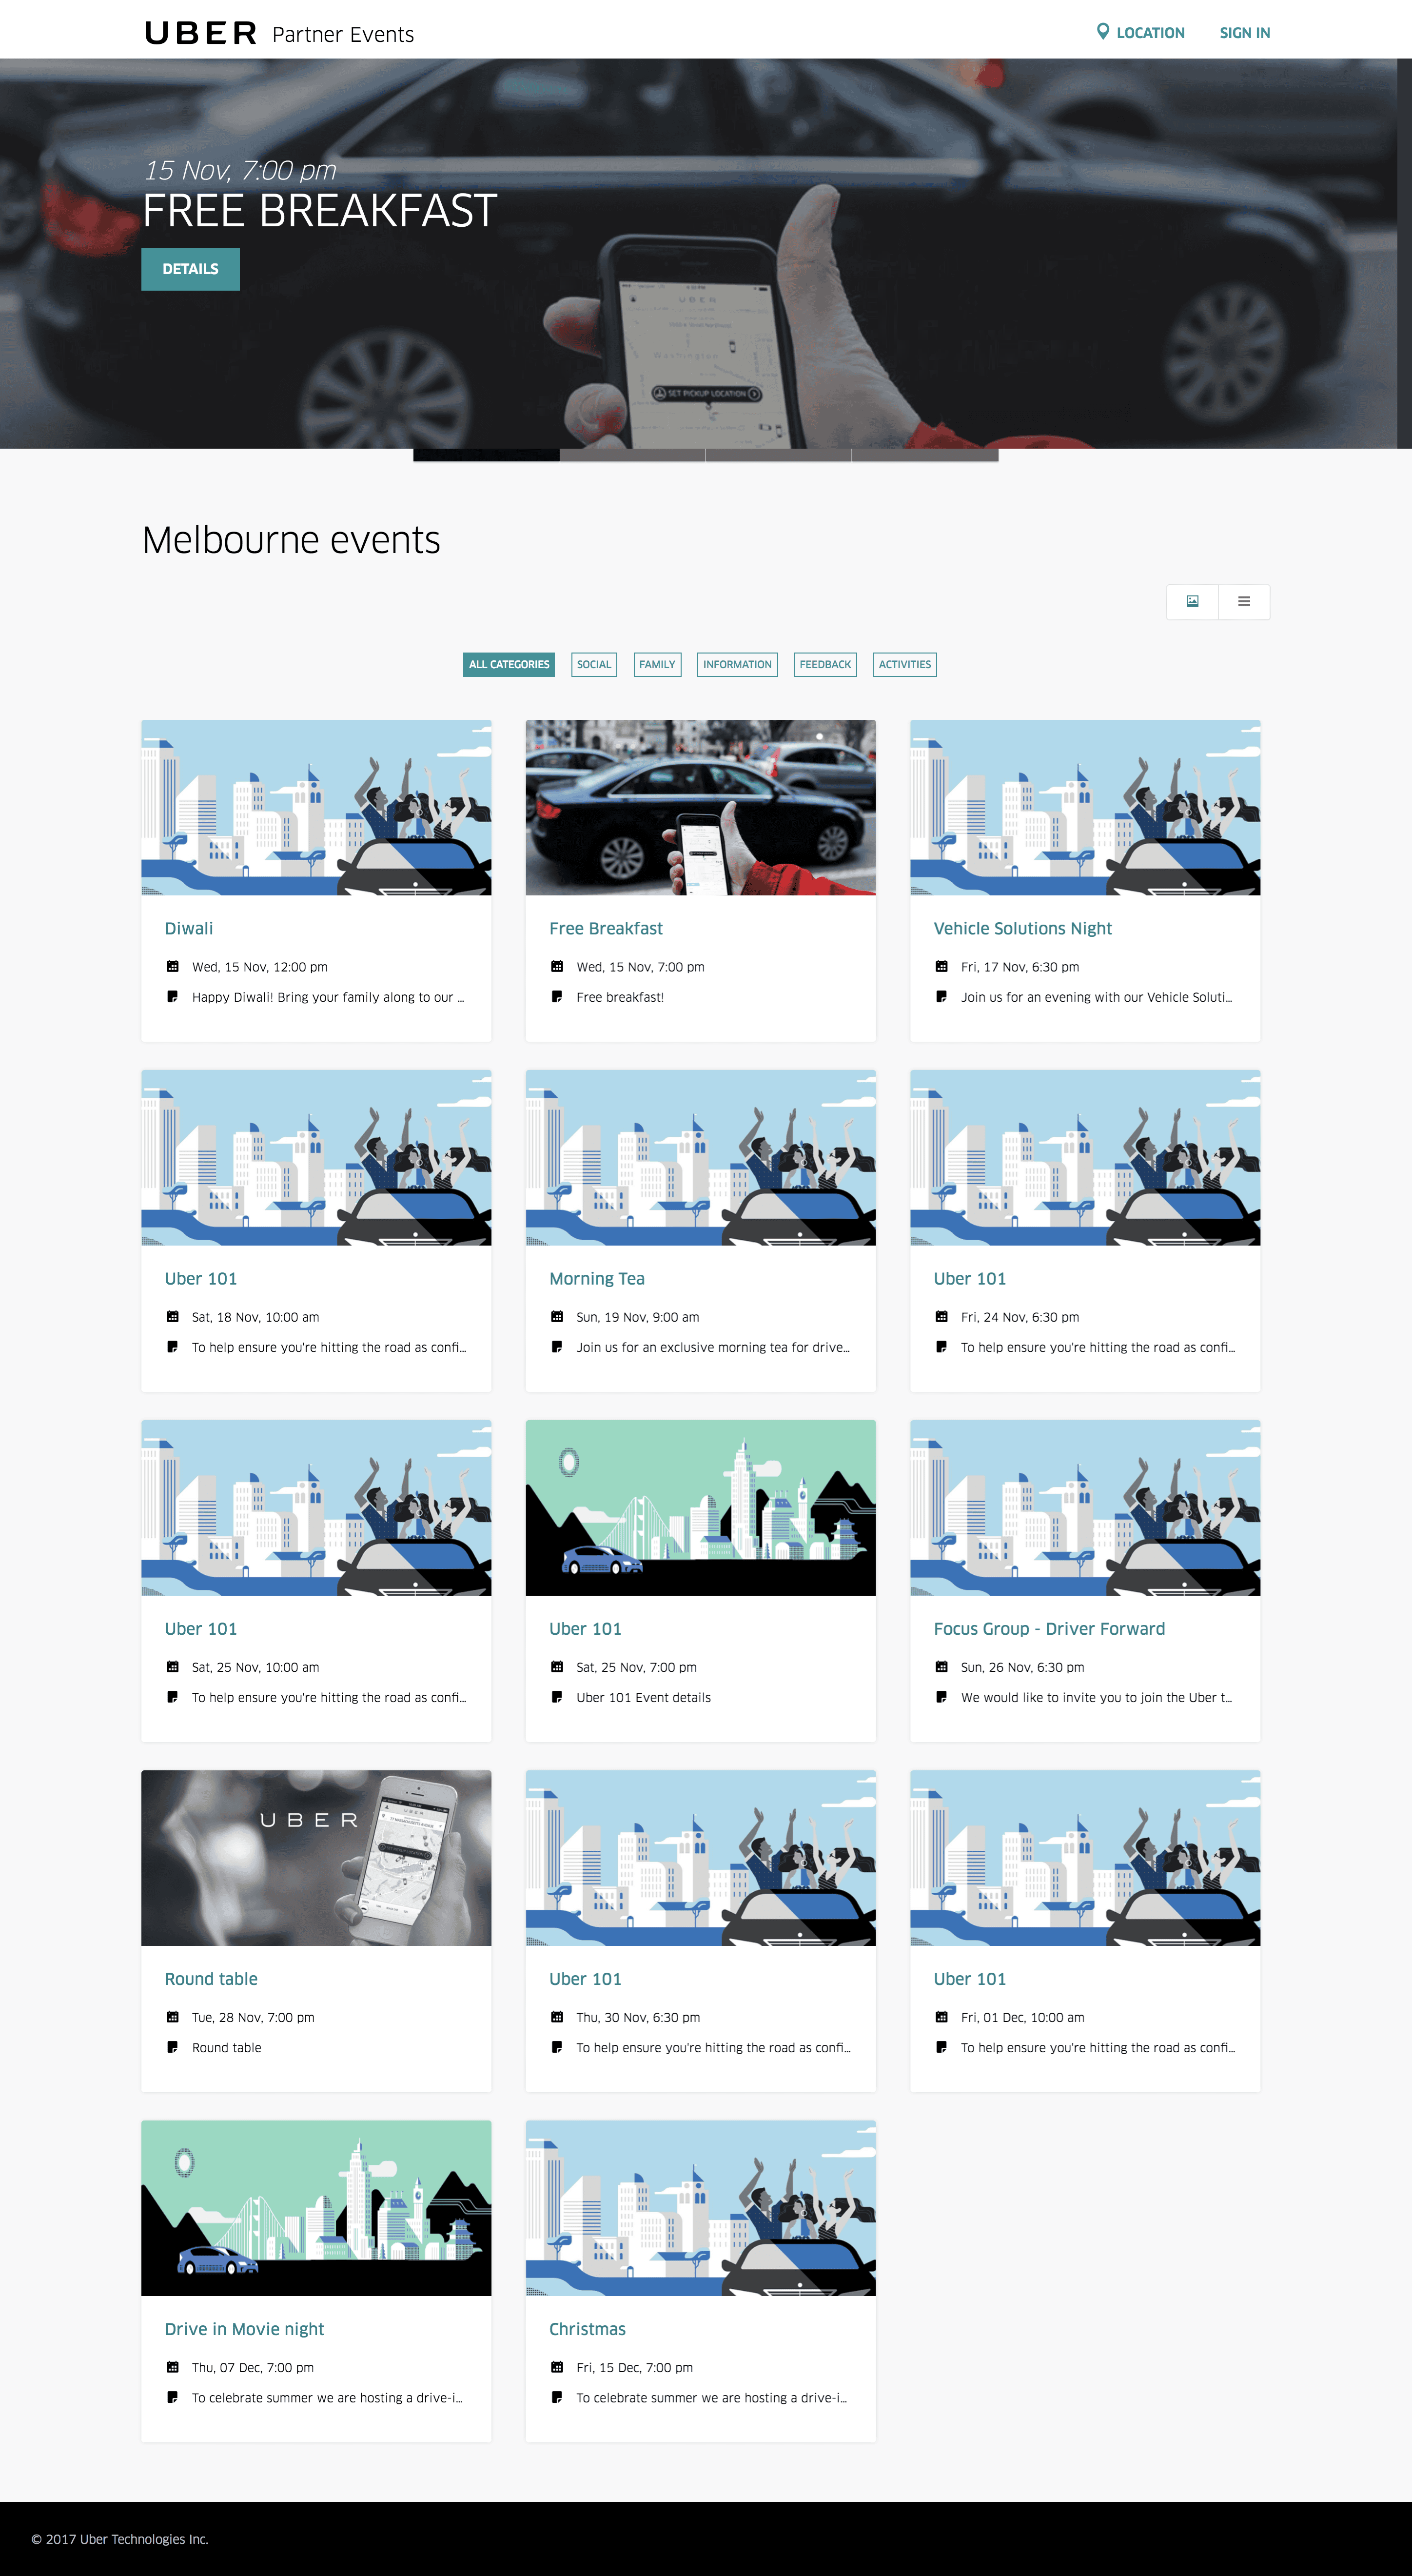 UBER Partner Events
LOCATION
SIGN IN
15 Nov, 7:00 pm
FREE BREAKFAST
DETAILS
UBER
Washington
SET PICKUP LOCATION
Melbourne events
ALL CATEGORIES
SOCIAL
FAMILY
INFORMATION
FEEDBACK
ACTIVITIES
Diwali
Wed, 15 Nov, 12:00 pm
Happy Diwali! Bring your family along to our ...
Free Breakfast
Wed, 15 Nov, 7:00 pm
Free breakfast!
Vehicle Solutions Night
Fri, 17 Nov, 6:30 pm
Join us for an evening with our Vehicle Soluti...
Uber 101
Sat, 18 Nov, 10:00 am
To help ensure you're hitting the road as confi...
Morning Tea
Sun, 19 Nov, 9:00 am
Join us for an exclusive morning tea for drive...
Uber 101
Fri, 24 Nov, 6:30 pm
To help ensure you're hitting the road as confi...
Uber 101
Sat, 25 Nov, 10:00 am
To help ensure you're hitting the road as confi...
Uber 101
Sat, 25 Nov, 7:00 pm
Uber 101 Event details
Focus Group - Driver Forward
Sun, 26 Nov, 6:30 pm
We would like to invite you to join the Uber t...
UBER
Round table
Tue, 28 Nov, 7:00 pm
Round table
Uber 101
Thu, 30 Nov, 6:30 pm
To help ensure you're hitting the road as confi...
Uber 101
Fri, 01 Dec, 10:00 am
To help ensure you're hitting the road as confi...
Drive in Movie night
Thu, 07 Dec, 7:00 pm
To celebrate summer we are hosting a drive-i...
Christmas
Fri, 15 Dec, 7:00 pm
To celebrate summer we are hosting a drive-i...
© 2017 Uber Technologies Inc.